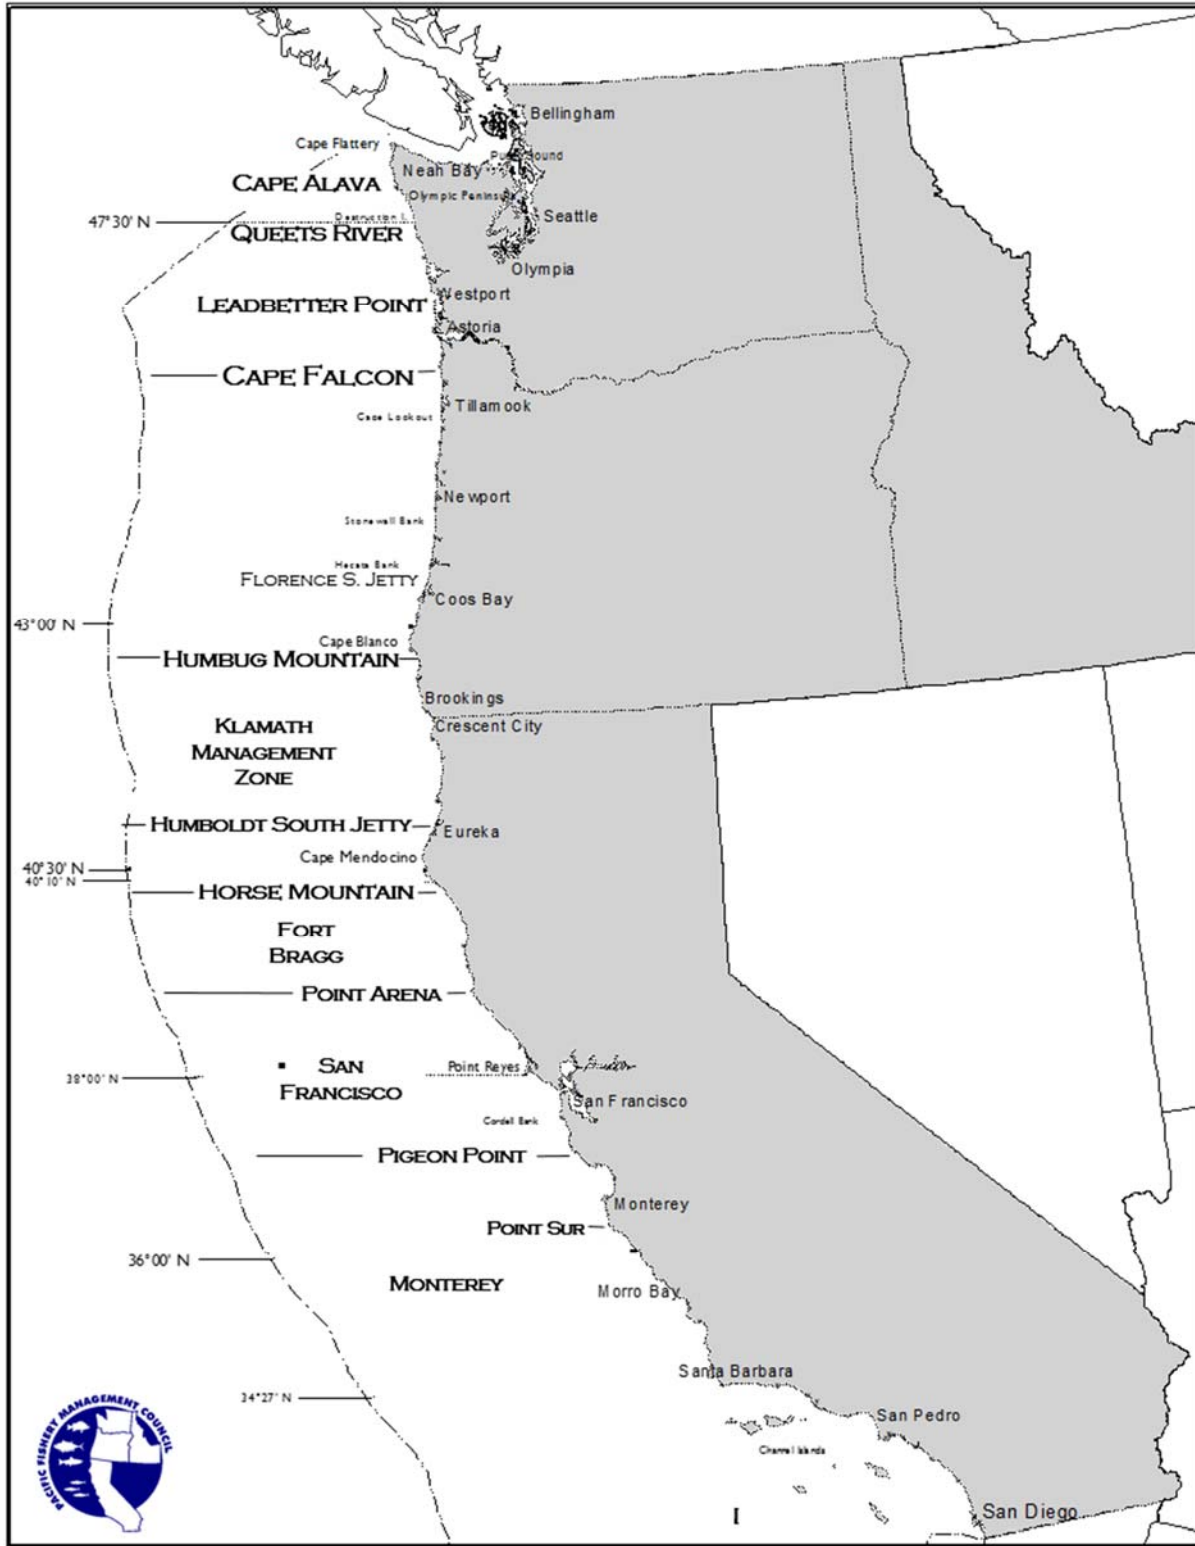 Bellingham
Cape Flattery
Neah Bay
CAPE ALAVA
Olympic Peninsula
47°30' N
Destruction I.
Seattle
QUEETS RIVER
Olympia
LEADBETTER POINT
Westport
Astoria
CAPE FALCON
Tillamook
Cape Lookout
Newport
Stonewall Bank
Heceta Bank
FLORENCE S. JETTY
Coos Bay
43°00' N
Cape Blanco
HUMBUG MOUNTAIN
Brookings
Crescent City
KLAMATH
MANAGEMENT
ZONE
HUMBOLDT SOUTH JETTY
Eureka
Cape Mendocino
40°30' N
40°10' N
HORSE MOUNTAIN
FORT
BRAGG
POINT ARENA
SAN
FRANCISCO
Point Reyes
38°00' N
San Francisco
Cordell Bank
PIGEON POINT
Monterey
POINT SUR
36°00' N
MONTEREY
Morro Bay
Santa Barbara
34°27' N
San Pedro
Channel Islands
San Diego
PACIFIC FISHERY MANAGEMENT COUNCIL